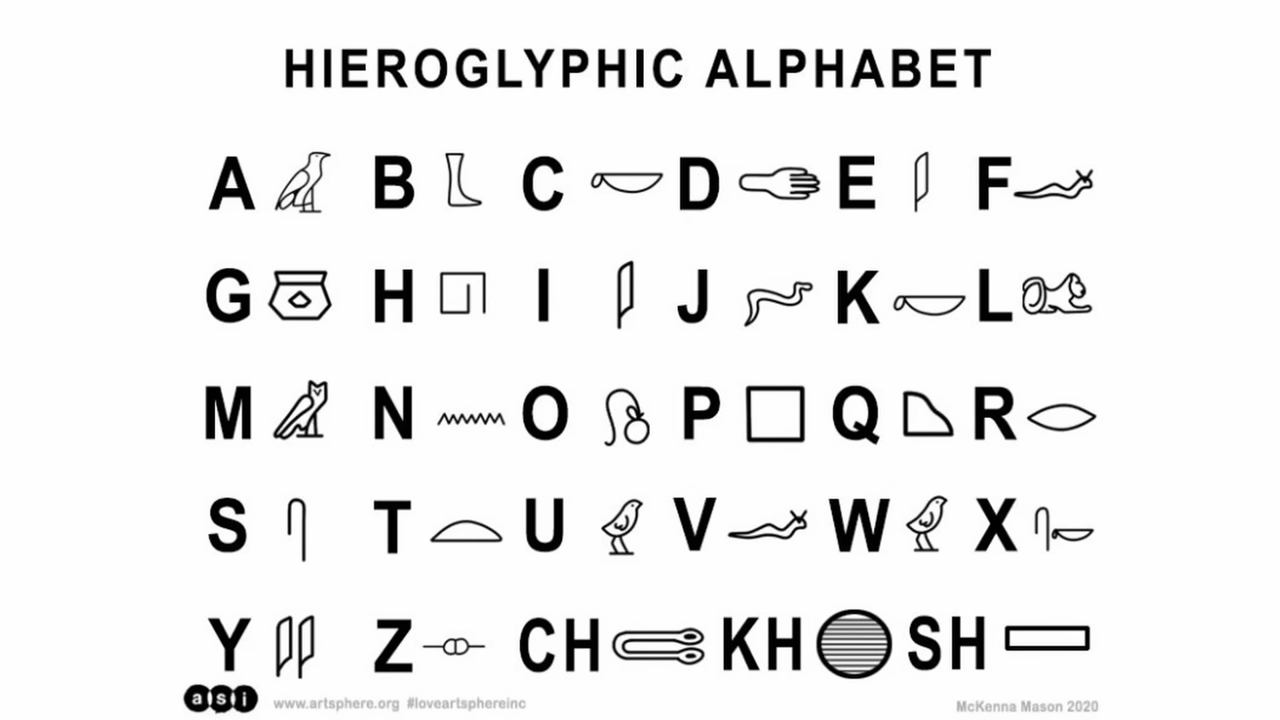 HIEROGLYPHIC ALPHABET
A B C D E F
G H I J K L
M N O P Q R
S T U V W X
Y Z CH KH SH
asi www.artsphere.org #loveartsphereinc McKenna Mason 2020